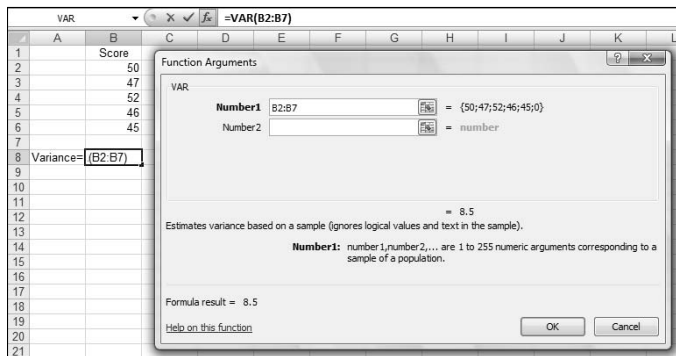 VAR =VAR(B2:B7)
A B C D E F G H I J K L
1 Score
2 50
3 47
4 52
5 46
6 45
7
8 Variance= (B2:B7)
9
10
11
12
13
14
15
16
17
18
19
20
21
Function Arguments
VAR
Number1 B2:B7 = {50;47;52;46;45;0}
Number2 = number
= 8.5
Estimates variance based on a sample (ignores logical values and text in the sample).
Number1: number1,number2,... are 1 to 255 numeric arguments corresponding to a
sample of a population.
Formula result = 8.5
Help on this function
OK Cancel